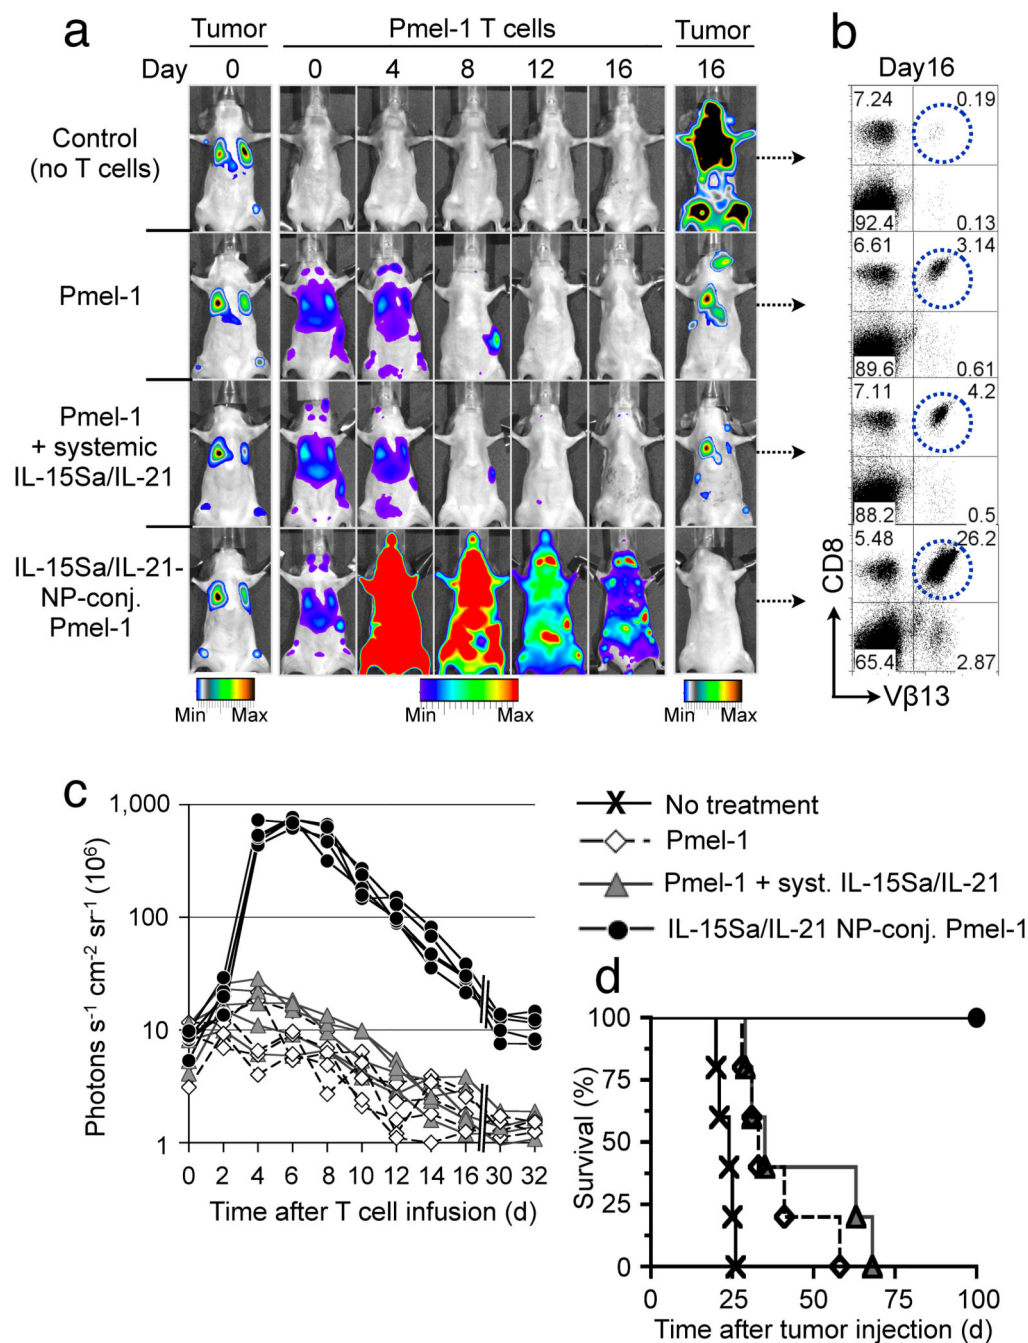 a
Tumor
Pmel-1 T cells
Tumor
b
Day 0
0 4 8 12 16
16
Day16
Control
(no T cells)
7.24
0.19
92.4
0.13
Pmel-1
6.61
3.14
89.6
0.61
Pmel-1
+ systemic
IL-15Sa/IL-21
7.11
4.2
88.2
0.5
IL-15Sa/IL-21-
NP-conj.
Pmel-1
5.48
26.2
65.4
2.87
CD8
Vβ13
Min Max
Min Max
Min Max
c
1,000
100
10
1
Photons s⁻¹ cm⁻² sr⁻¹ (10⁶)
0 2 4 6 8 10 12 14 16 30 32
Time after T cell infusion (d)
No treatment
Pmel-1
Pmel-1 + syst. IL-15Sa/IL-21
IL-15Sa/IL-21 NP-conj. Pmel-1
d
100
75
50
25
0
Survival (%)
0 25 50 75 100
Time after tumor injection (d)